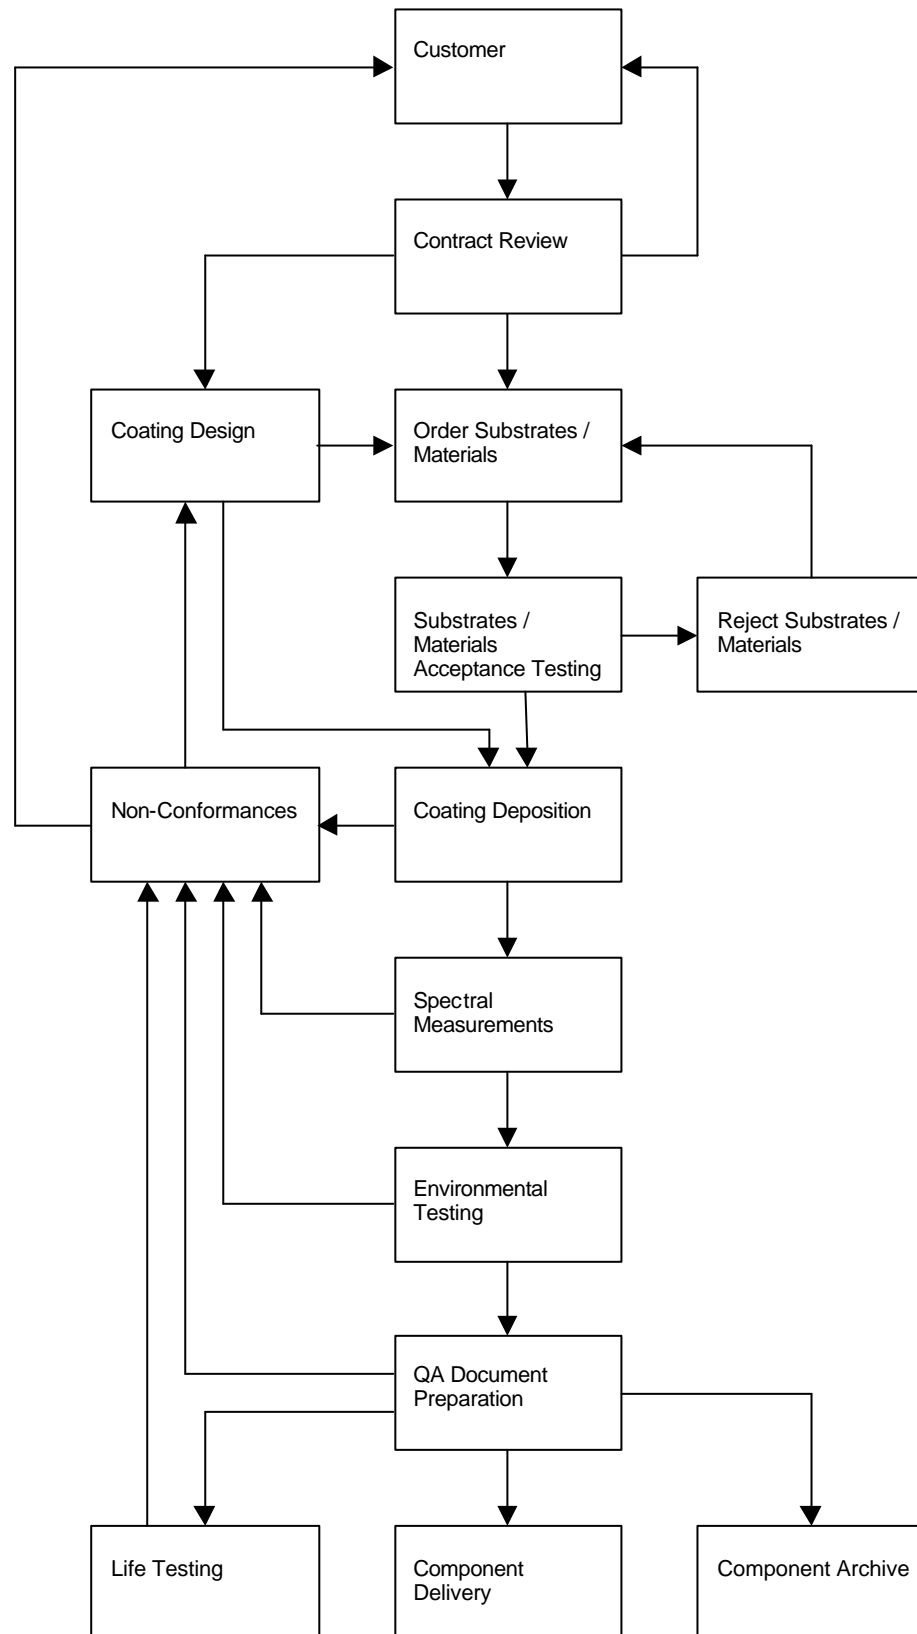 Customer
Contract Review
Coating Design
Order Substrates /
Materials
Substrates /
Materials
Acceptance Testing
Reject Substrates /
Materials
Non-Conformances
Coating Deposition
Spectral
Measurements
Environmental
Testing
QA Document
Preparation
Life Testing
Component
Delivery
Component Archive